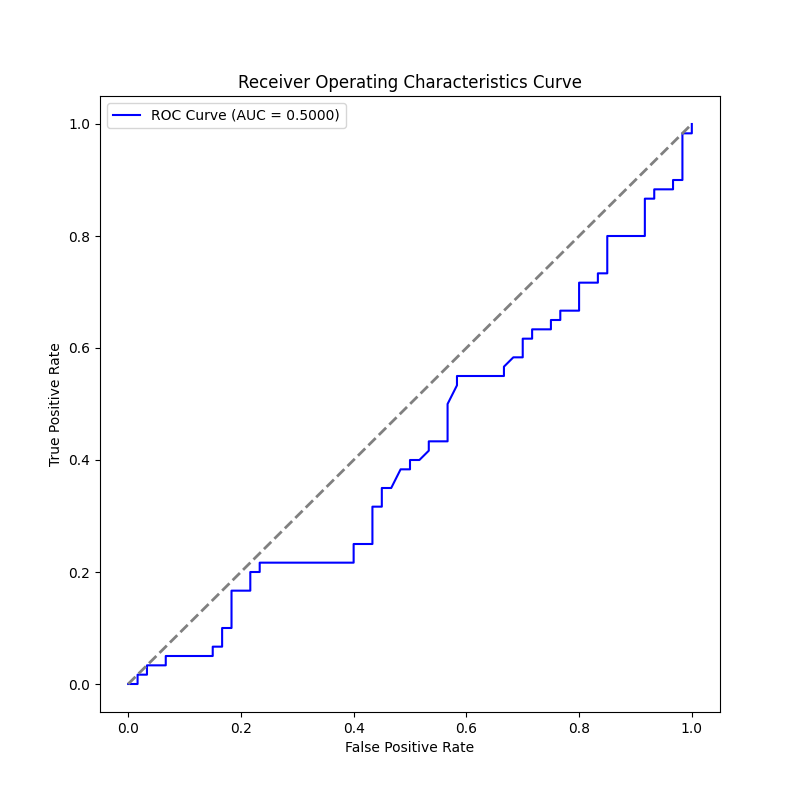 Receiver Operating Characteristics Curve
ROC Curve (AUC = 0.5000)
1.0
0.8
0.6
0.4
0.2
0.0
True Positive Rate
0.0 0.2 0.4 0.6 0.8 1.0
False Positive Rate